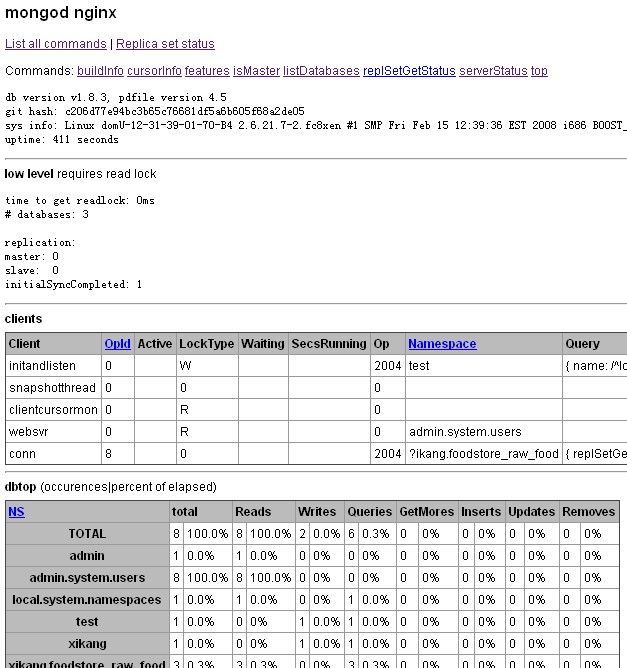 mongod nginx
List all commands | Replica set status
Commands: buildInfo cursorInfo features isMaster listDatabases replSetGetStatus serverStatus top
db version v1.8.3, pdfile version 4.5
git hash: c206d77e94bc3b65c76681df5a6b605f68a2de05
sys info: Linux domU-12-31-39-01-70-B4 2.6.21.7-2.fc8xen #1 SMP Fri Feb 15 12:39:36 EST 2008 i686 BOOST_
uptime: 411 seconds
low level requires read lock
time to get readlock: 0ms
# databases: 3
replication:
master: 0
slave: 0
initialSyncCompleted: 1
clients
Client OpId Active LockType Waiting SecsRunning Op Namespace Query
initandlisten 0 W 2004 test { name: /^lo
snapshotthread 0 0 0
clientcursormon 0 R 0
websvr 0 R 0 admin.system.users
conn 8 0 2004 ?ikang.foodstore_raw_food { replSetGe
dbtop (occurences|percent of elapsed)
NS total Reads Writes Queries GetMores Inserts Updates Removes
TOTAL 8 100.0% 8 100.0% 2 0.0% 6 0.3% 0 0% 0 0% 0 0% 0 0%
admin 1 0.0% 1 0.0% 0 0% 0 0% 0 0% 0 0% 0 0% 0 0%
admin.system.users 8 100.0% 8 100.0% 0 0% 0 0% 0 0% 0 0% 0 0% 0 0%
local.system.namespaces 1 0.0% 1 0.0% 0 0% 1 0.0% 0 0% 0 0% 0 0% 0 0%
test 1 0.0% 0 0% 1 0.0% 1 0.0% 0 0% 0 0% 0 0% 0 0%
xikang 1 0.0% 0 0% 1 0.0% 1 0.0% 0 0% 0 0% 0 0% 0 0%
xikang.foodstore_raw_food 3 0.3% 3 0.3% 0 0% 3 0.3% 0 0% 0 0% 0 0% 0 0%